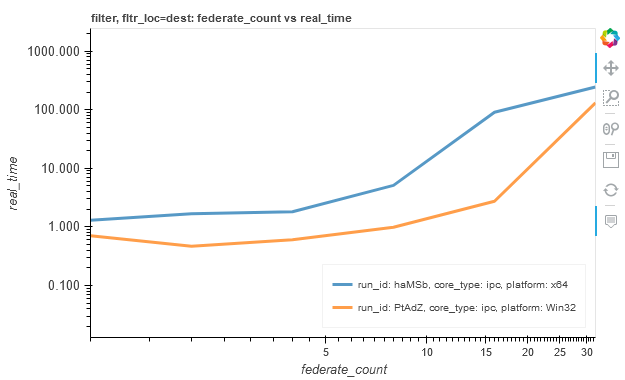 filter, fltr_loc=dest: federate_count vs real_time
1000.000
100.000
10.000
1.000
0.100
real_time
run_id: haMSb, core_type: ipc, platform: x64
run_id: PtAdZ, core_type: ipc, platform: Win32
5 10 15 20 25 30
federate_count